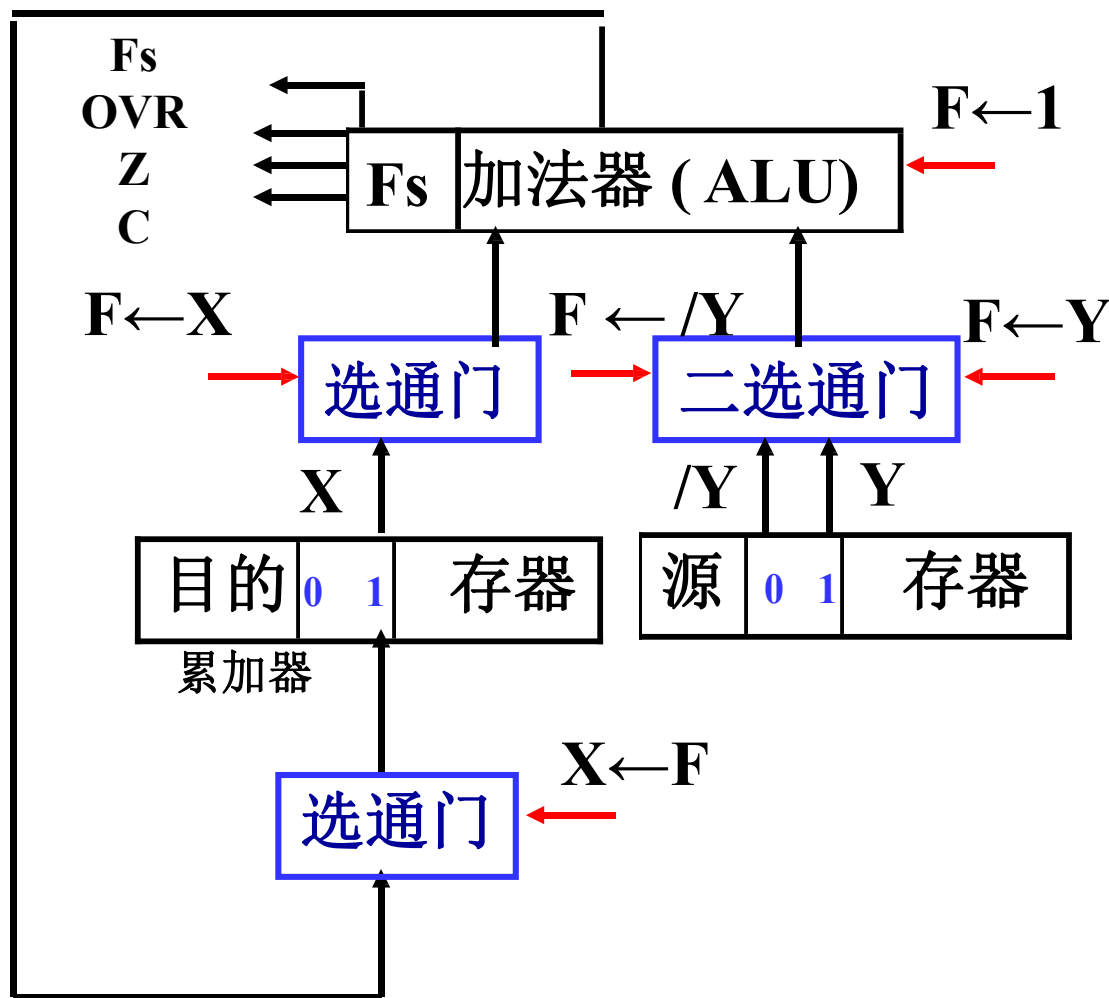 Fs
OVR
Z
C
F←1
Fs 加法器 ( ALU)
F←X
F ← /Y
F←Y
选通门
二选通门
X
/Y
Y
目的 0 1 存器
源 0 1 存器
累加器
X←F
选通门